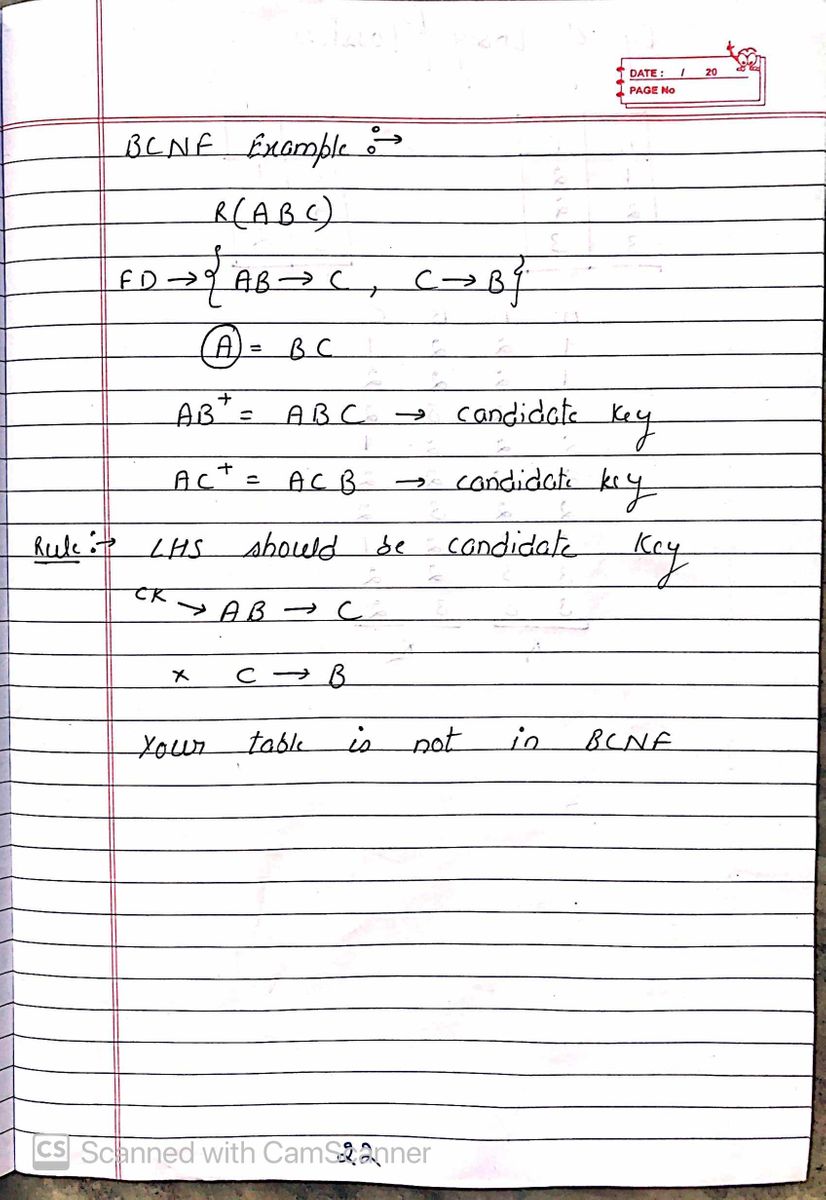 DATE: / 20
PAGE No
BCNF Example :→
R(ABC)
FD → { AB → C, C → B}
A = BC
AB⁺ = ABC → candidate key
AC⁺ = ACB → candidate key
Rule :→ LHS should be candidate key
CK → AB → C
× C → B
Your table is not in BCNF
22
CS Scanned with CamScanner